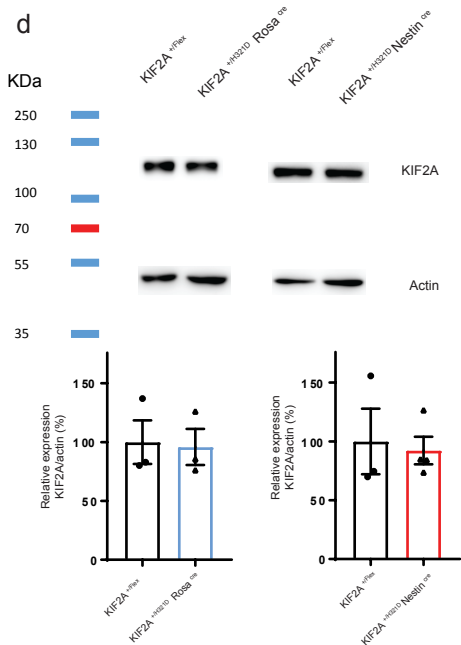 d
KDa
KIF2A +/Flex
KIF2A +/H321D Rosa cre
KIF2A +/Flex
KIF2A +/H321D Nestin cre
250
130
100
70
55
35
KIF2A
Actin
Relative expression
KIF2A/actin (%)
150
100
50
0
KIF2A +/Flex
KIF2A +/H321D Rosa cre
Relative expression
KIF2A/actin (%)
150
100
50
0
KIF2A +/Flex
KIF2A +/H321D Nestin cre